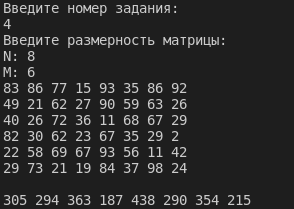 Введите номер задания:
4
Введите размерность матрицы:
N: 8
M: 6
83 86 77 15 93 35 86 92
49 21 62 27 90 59 63 26
40 26 72 36 11 68 67 29
82 30 62 23 67 35 29 2
22 58 69 67 93 56 11 42
29 73 21 19 84 37 98 24
305 294 363 187 438 290 354 215